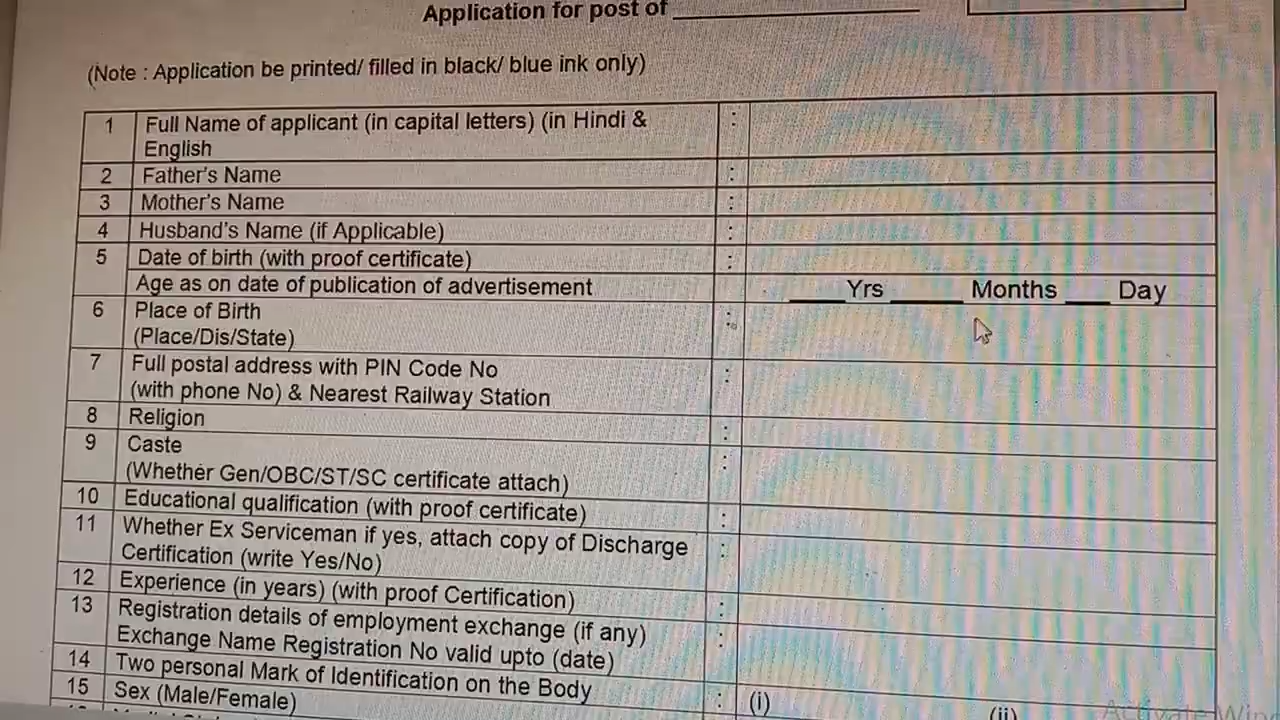 Application for post of
(Note : Application be printed/ filled in black/ blue ink only)
1 Full Name of applicant (in capital letters) (in Hindi & :
English
2 Father's Name :
3 Mother's Name :
4 Husband's Name (if Applicable) :
5 Date of birth (with proof certificate) :
Age as on date of publication of advertisement ____Yrs ______ Months ____ Day
6 Place of Birth :
(Place/Dis/State)
7 Full postal address with PIN Code No :
(with phone No) & Nearest Railway Station
8 Religion :
9 Caste :
(Whether Gen/OBC/ST/SC certificate attach)
10 Educational qualification (with proof certificate) :
11 Whether Ex Serviceman if yes, attach copy of Discharge :
Certification (write Yes/No)
12 Experience (in years) (with proof Certification) :
13 Registration details of employment exchange (if any) :
Exchange Name Registration No valid upto (date)
14 Two personal Mark of Identification on the Body : (i) (ii)
15 Sex (Male/Female)